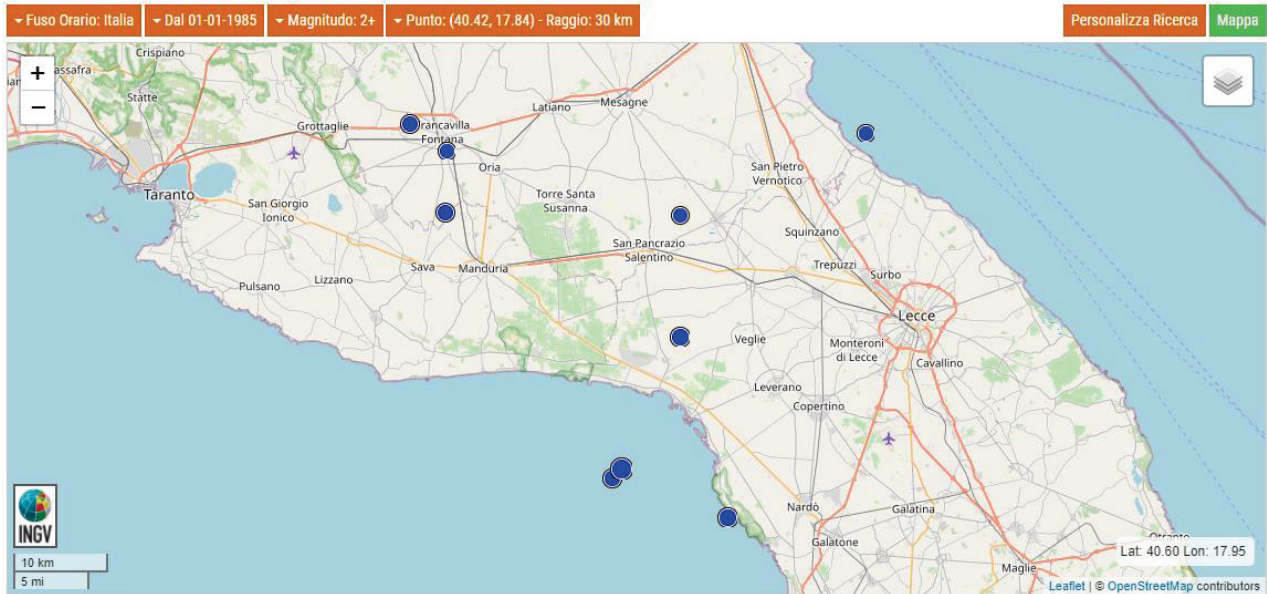 Fuso Orario: Italia
Dal 01-01-1985
Magnitudo: 2+
Punto: (40.42, 17.84) - Raggio: 30 km
Personalizza Ricerca
Mappa
+
−
Crispiano
assafra
Statte
Grottaglie
Francavilla
Fontana
Latiano
Mesagne
Oria
San Pietro
Vernotico
Taranto
San Giorgio
Ionico
Torre Santa
Susanna
Squinzano
San Pancrazio
Salentino
Sava
Manduria
Trepuzzi
Surbo
Pulsano
Lizzano
Lecce
Veglie
Monteroni
di Lecce
Cavallino
Leverano
Copertino
Nardò
Galatina
Galatone
Otranto
Maglie
INGV
Lat: 40.60 Lon: 17.95
10 km
5 mi
Leaflet | © OpenStreetMap contributors